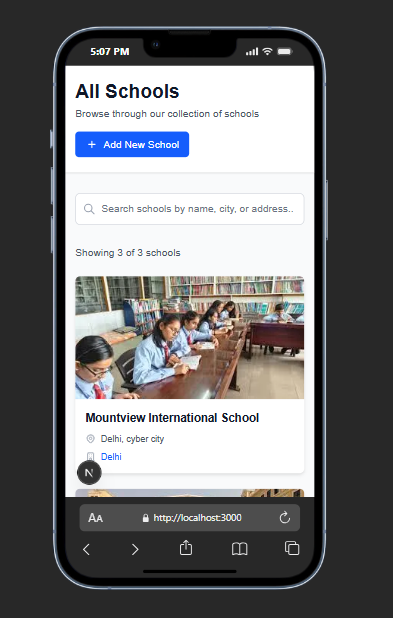 5:07 PM
All Schools
Browse through our collection of schools
+ Add New School
Search schools by name, city, or address..
Showing 3 of 3 schools
Mountview International School
Delhi, cyber city
Delhi
N
AA
http://localhost:3000